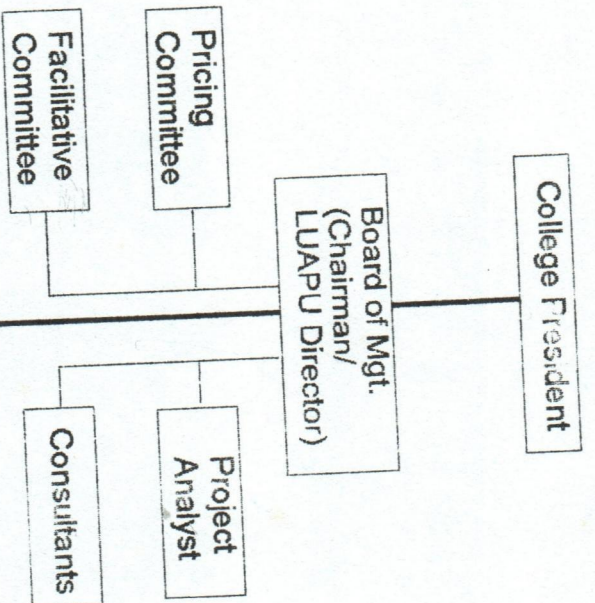 College President
Board of Mgt.
(Chairman/
LUAPU Director)
Pricing
Committee
Project
Analyst
Facilitative
Committee
Consultants